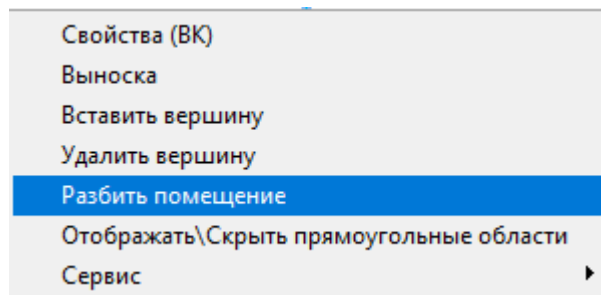 Свойства (ВК)
Выноска
Вставить вершину
Удалить вершину
Разбить помещение
Отображать\Скрыть прямоугольные области
Сервис